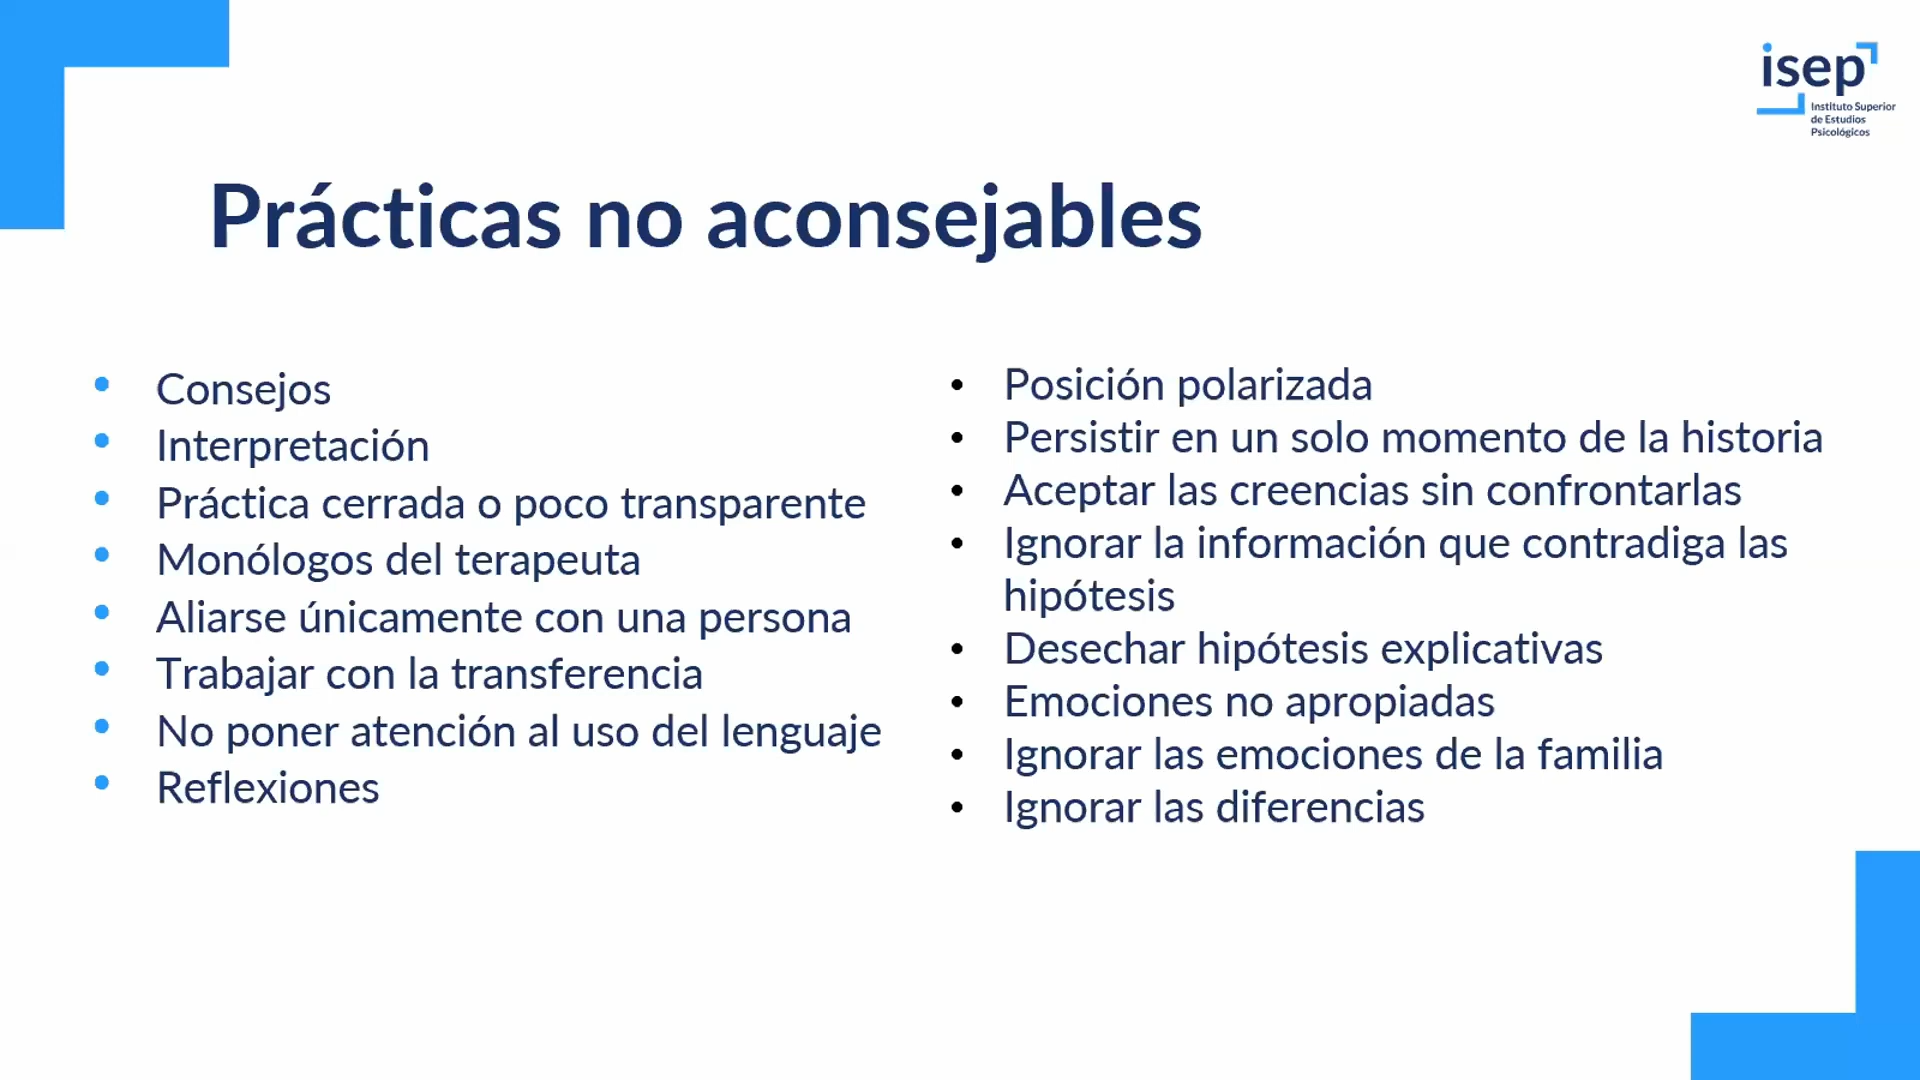 isep
Instituto Superior
de Estudios
Psicológicos
Prácticas no aconsejables
• Consejos
• Interpretación
• Práctica cerrada o poco transparente
• Monólogos del terapeuta
• Aliarse únicamente con una persona
• Trabajar con la transferencia
• No poner atención al uso del lenguaje
• Reflexiones
• Posición polarizada
• Persistir en un solo momento de la historia
• Aceptar las creencias sin confrontarlas
• Ignorar la información que contradiga las
hipótesis
• Desechar hipótesis explicativas
• Emociones no apropiadas
• Ignorar las emociones de la familia
• Ignorar las diferencias